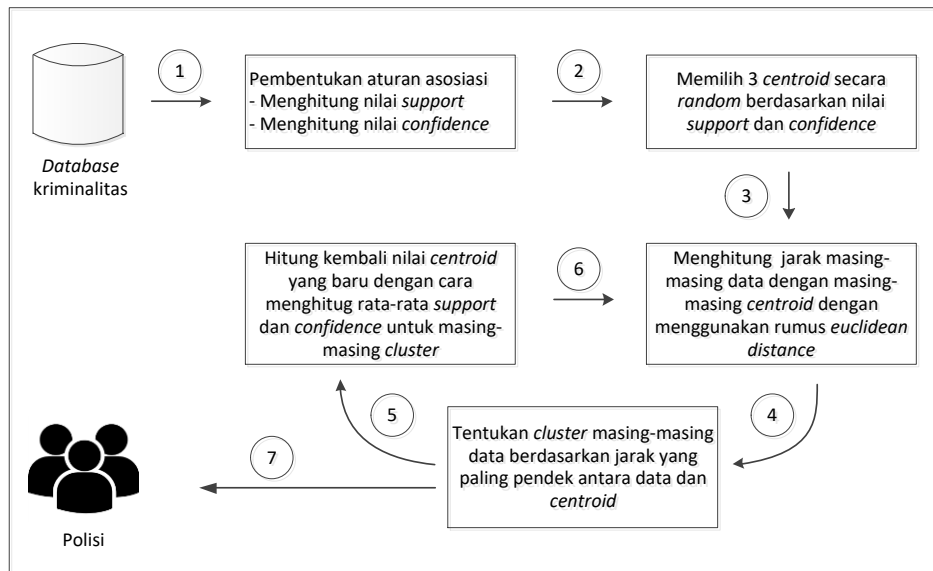 1
Pembentukan aturan asosiasi
- Menghitung nilai support
- Menghitung nilai confidence
2
Memilih 3 centroid secara
random berdasarkan nilai
support dan confidence
Database
kriminalitas
3
Hitung kembali nilai centroid
yang baru dengan cara
menghitug rata-rata support
dan confidence untuk masing-
masing cluster
6
Menghitung jarak masing-
masing data dengan masing-
masing centroid dengan
menggunakan rumus euclidean
distance
5
4
Tentukan cluster masing-masing
data berdasarkan jarak yang
paling pendek antara data dan
centroid
7
Polisi